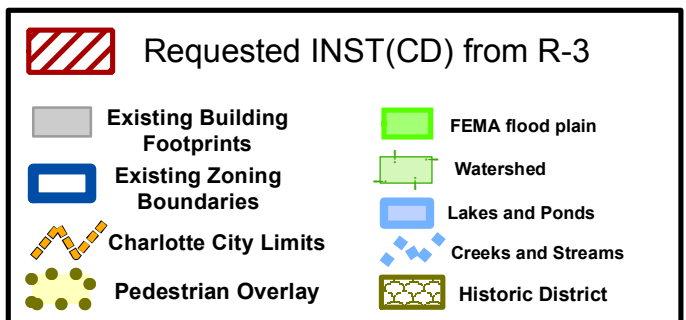 Requested INST(CD) from R-3
Existing Building
Footprints
Existing Zoning
Boundaries
Charlotte City Limits
Pedestrian Overlay
FEMA flood plain
Watershed
Lakes and Ponds
Creeks and Streams
Historic District